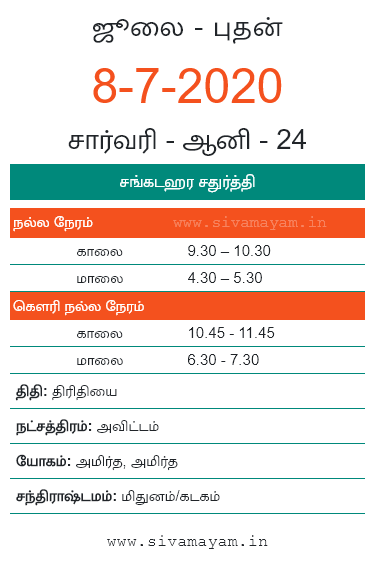 ஜூலை - புதன்
8-7-2020
சார்வரி - ஆனி - 24
சங்கடஹர சதுர்த்தி
நல்ல நேரம் www.sivamayam.in
காலை 9.30 – 10.30
மாலை 4.30 – 5.30
கௌரி நல்ல நேரம்
காலை 10.45 - 11.45
மாலை 6.30 - 7.30
திதி: திரிதியை
நட்சத்திரம்: அவிட்டம்
யோகம்: அமிர்த, அமிர்த
சந்திராஷ்டமம்: மிதுனம்/கடகம்
www.sivamayam.in